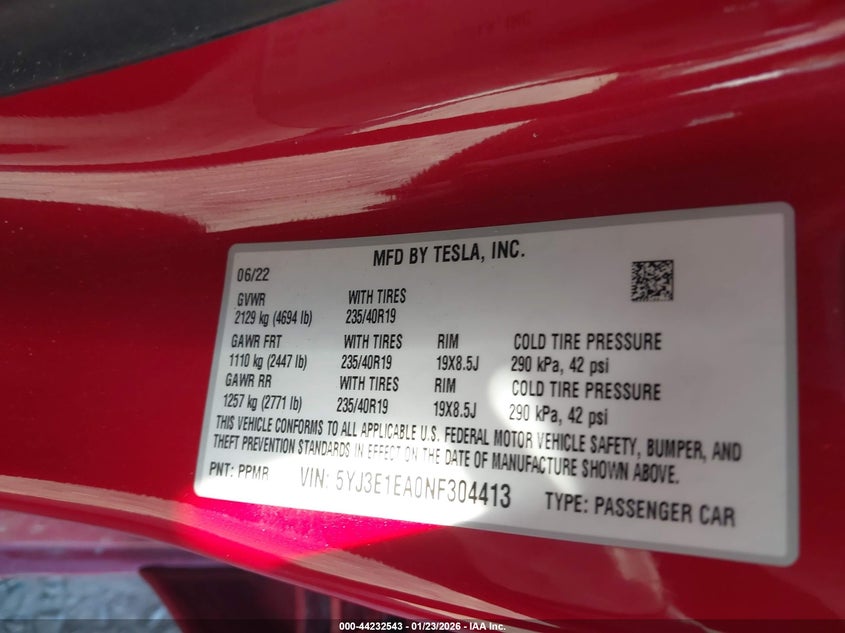 MFD BY TESLA, INC.
06/22
GVWR WITH TIRES
2129 kg (4694 lb) 235/40R19
GAWR FRT WITH TIRES RIM COLD TIRE PRESSURE
1110 kg (2447 lb) 235/40R19 19X8.5J 290 kPa, 42 psi
GAWR RR WITH TIRES RIM COLD TIRE PRESSURE
1257 kg (2771 lb) 235/40R19 19X8.5J 290 kPa, 42 psi
THIS VEHICLE CONFORMS TO ALL APPLICABLE U.S. FEDERAL MOTOR VEHICLE SAFETY, BUMPER, AND
THEFT PREVENTION STANDARDS IN EFFECT ON THE DATE OF MANUFACTURE SHOWN ABOVE.
PNT: PPMR VIN: 5YJ3E1EA0NF304413 TYPE: PASSENGER CAR
000-44232543 - 01/23/2026 - IAA Inc.